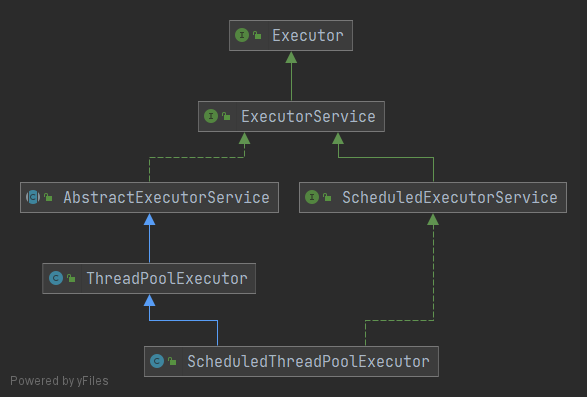 Executor
ExecutorService
AbstractExecutorService
ScheduledExecutorService
ThreadPoolExecutor
ScheduledThreadPoolExecutor
Powered by yFiles